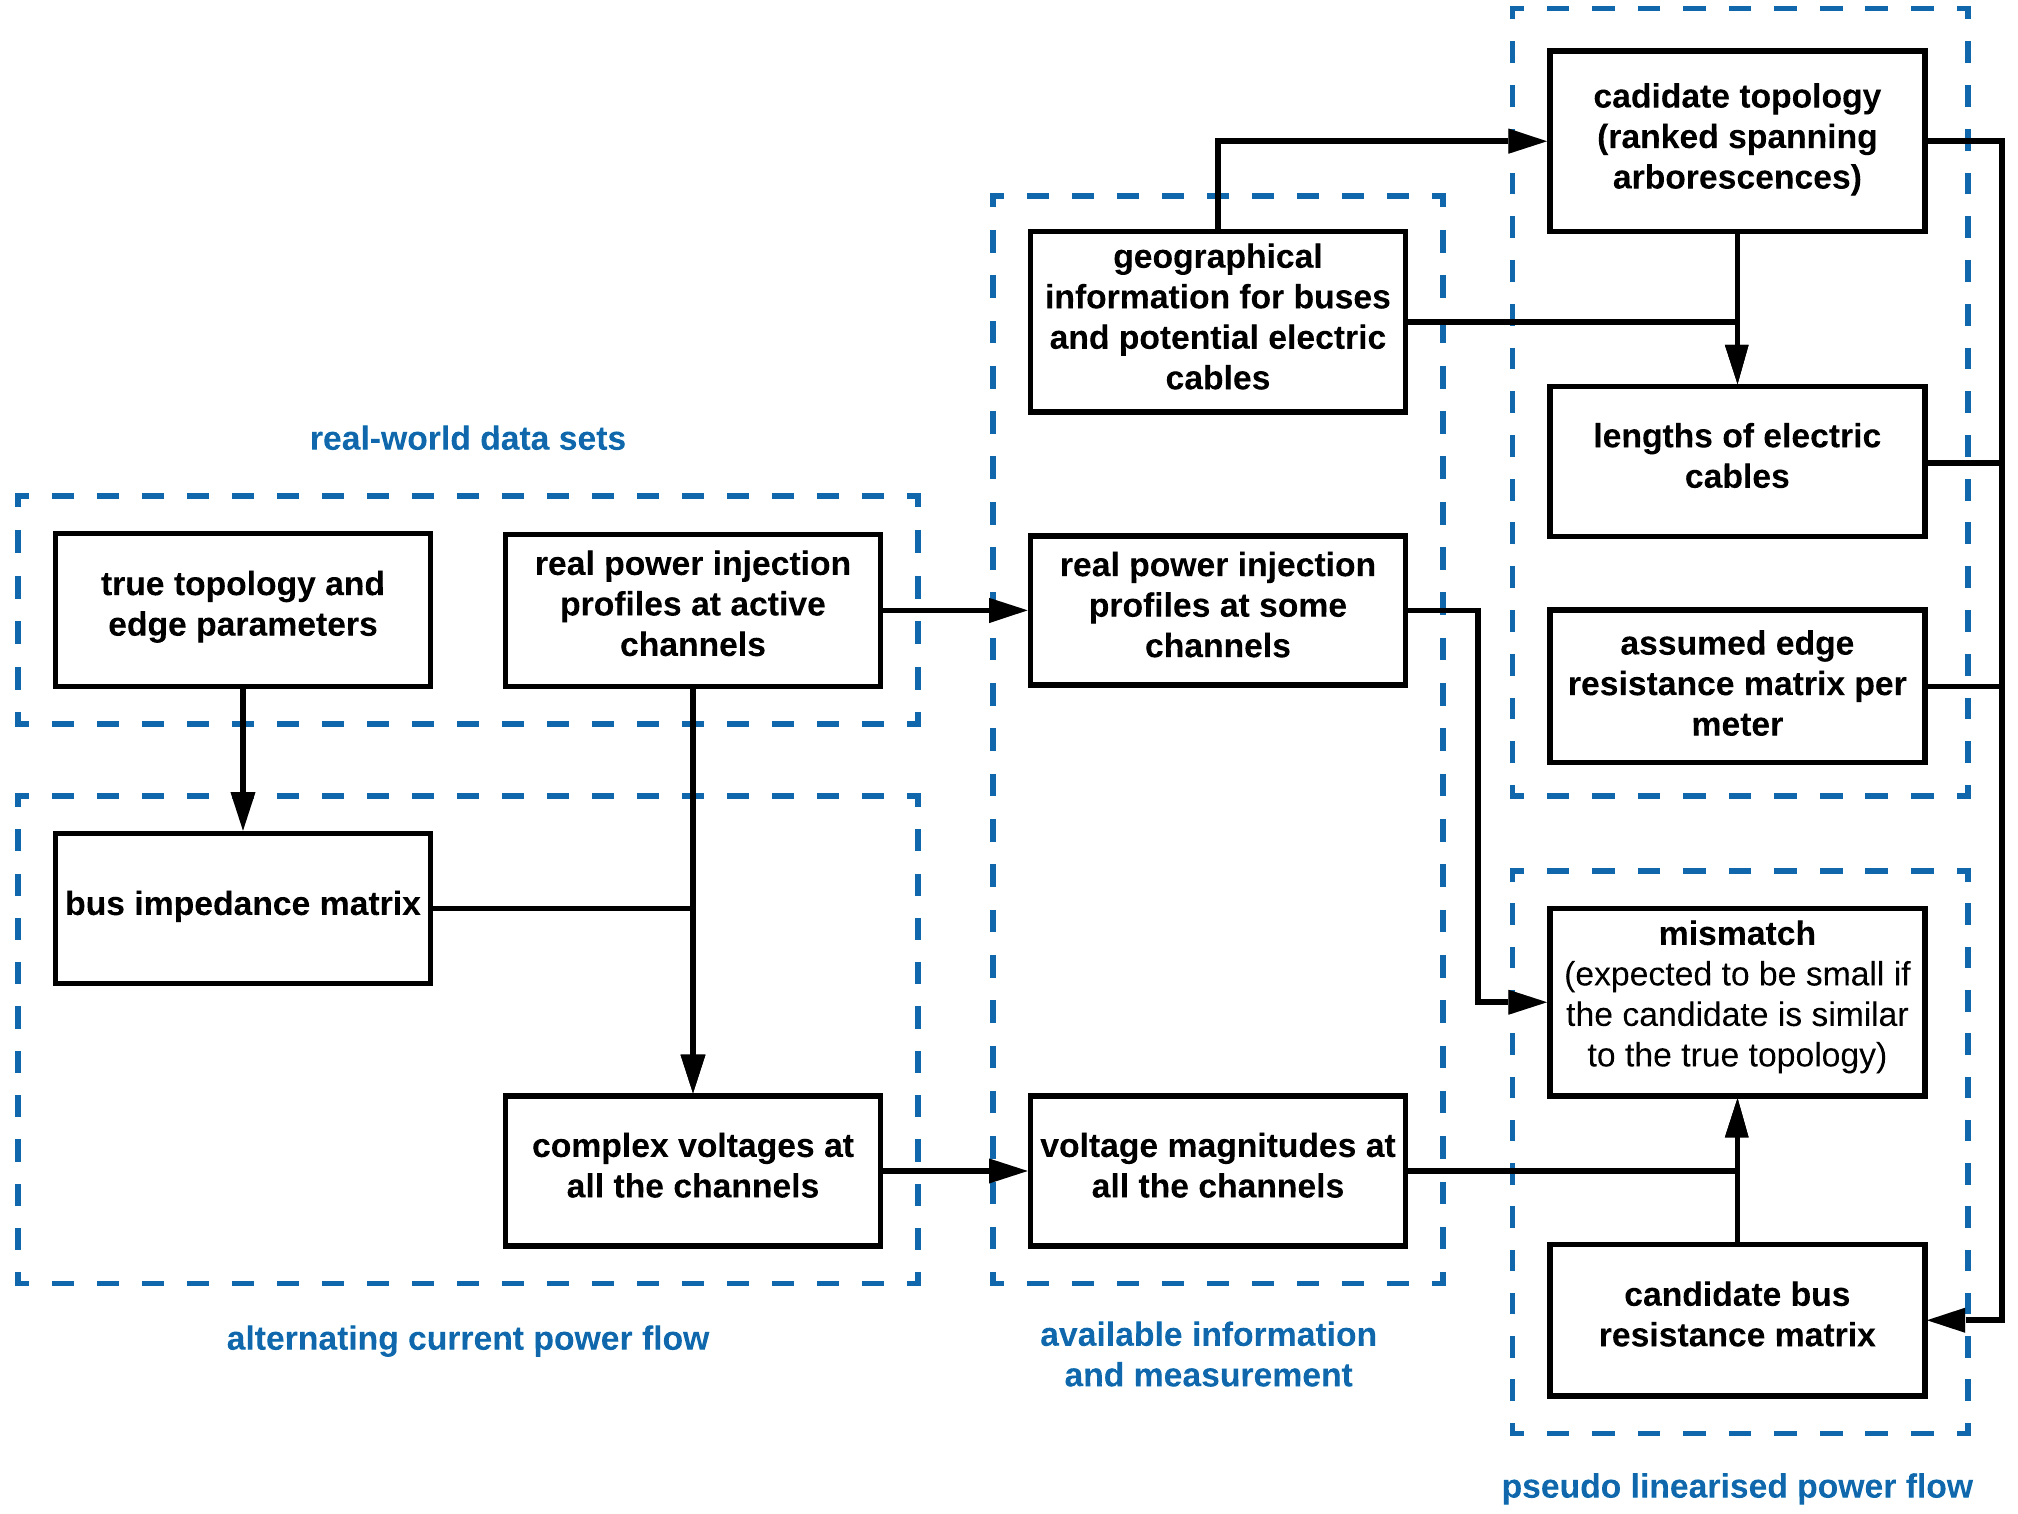 cadidate topology
(ranked spanning
arborescences)
geographical
information for buses
and potential electric
cables
lengths of electric
cables
real-world data sets
true topology and
edge parameters
real power injection
profiles at active
channels
real power injection
profiles at some
channels
assumed edge
resistance matrix per
meter
bus impedance matrix
mismatch
(expected to be small if
the candidate is similar
to the true topology)
complex voltages at
all the channels
voltage magnitudes at
all the channels
candidate bus
resistance matrix
alternating current power flow
available information
and measurement
pseudo linearised power flow